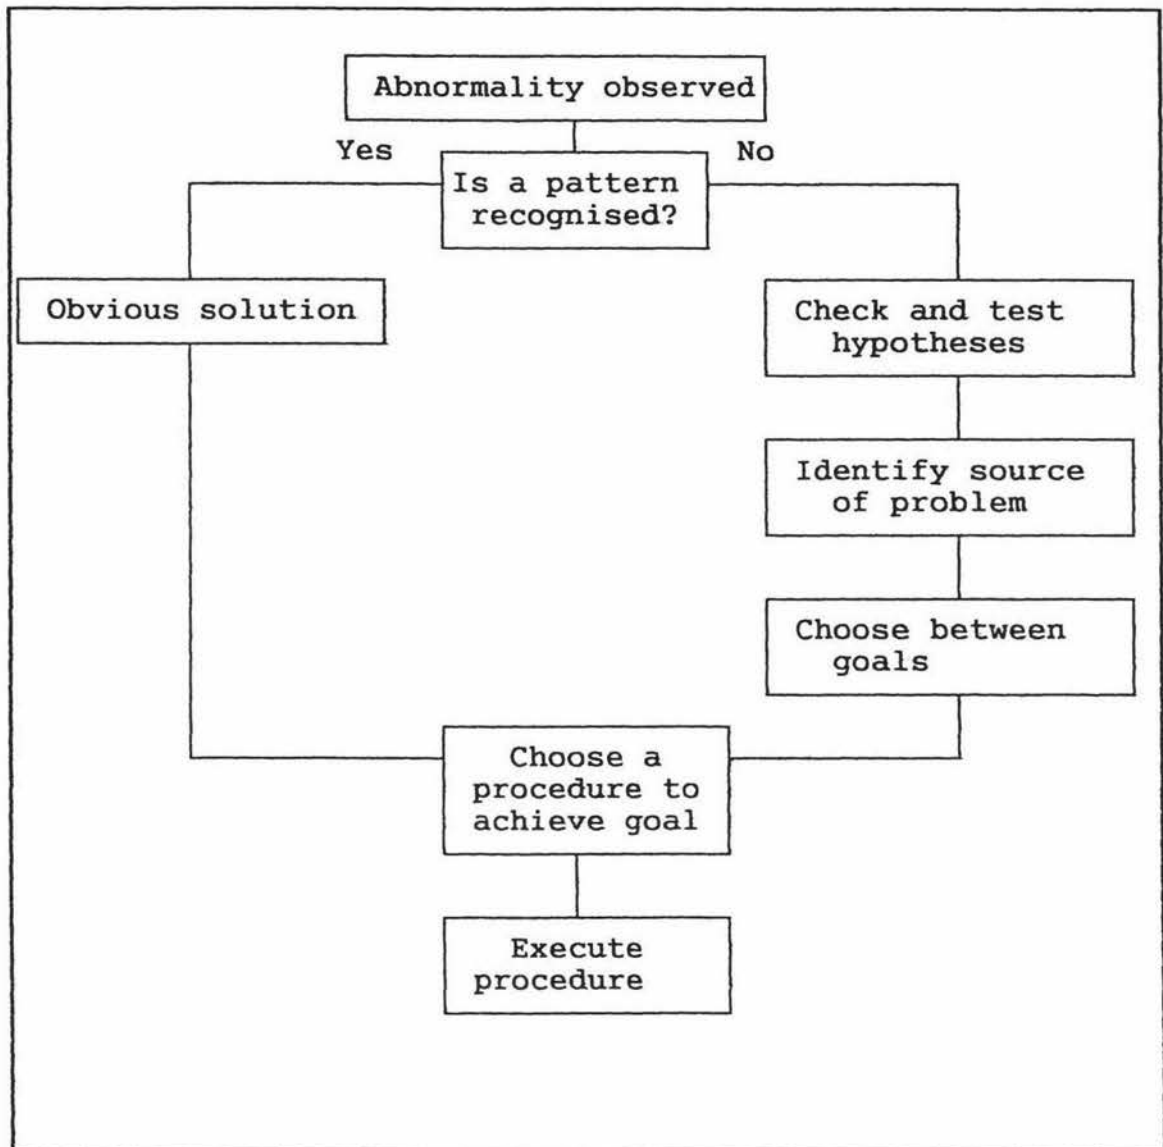 Abnormality observed
Yes
No
Is a pattern
recognised?
Obvious solution
Check and test
hypotheses
Identify source
of problem
Choose between
goals
Choose a
procedure to
achieve goal
Execute
procedure